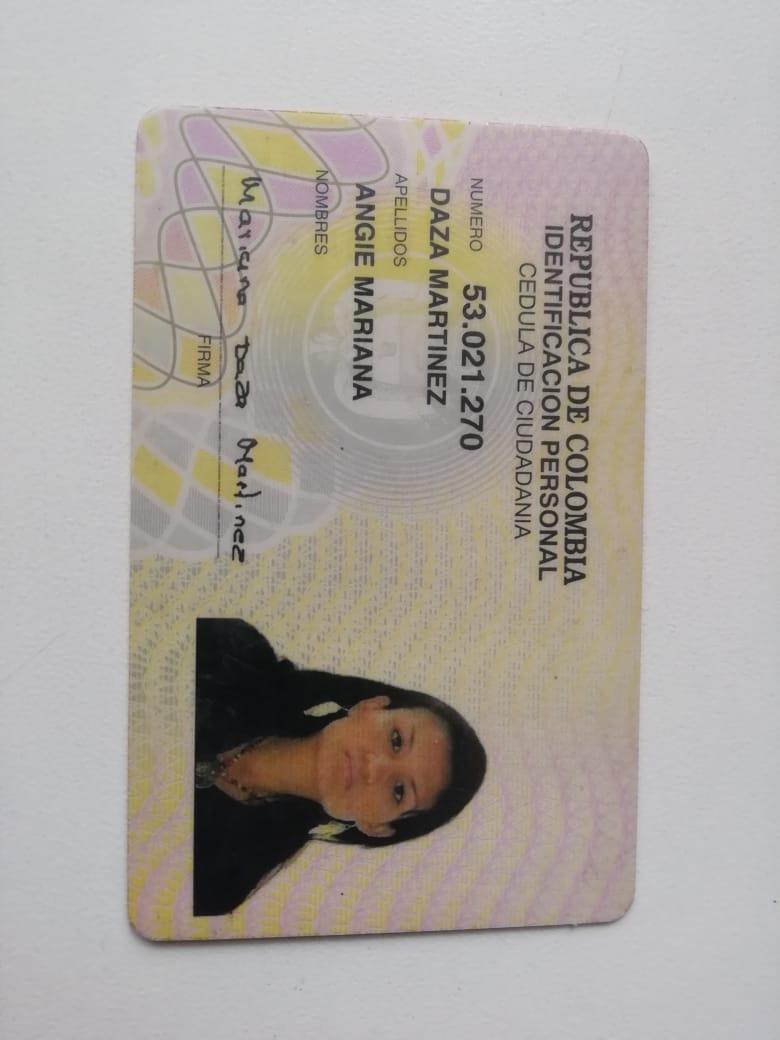 REPUBLICA DE COLOMBIA
IDENTIFICACION PERSONAL
CEDULA DE CIUDADANIA
NUMERO 53.021.270
DAZA MARTINEZ
APELLIDOS
ANGIE MARIANA
NOMBRES
Mariana Daza Martinez
FIRMA